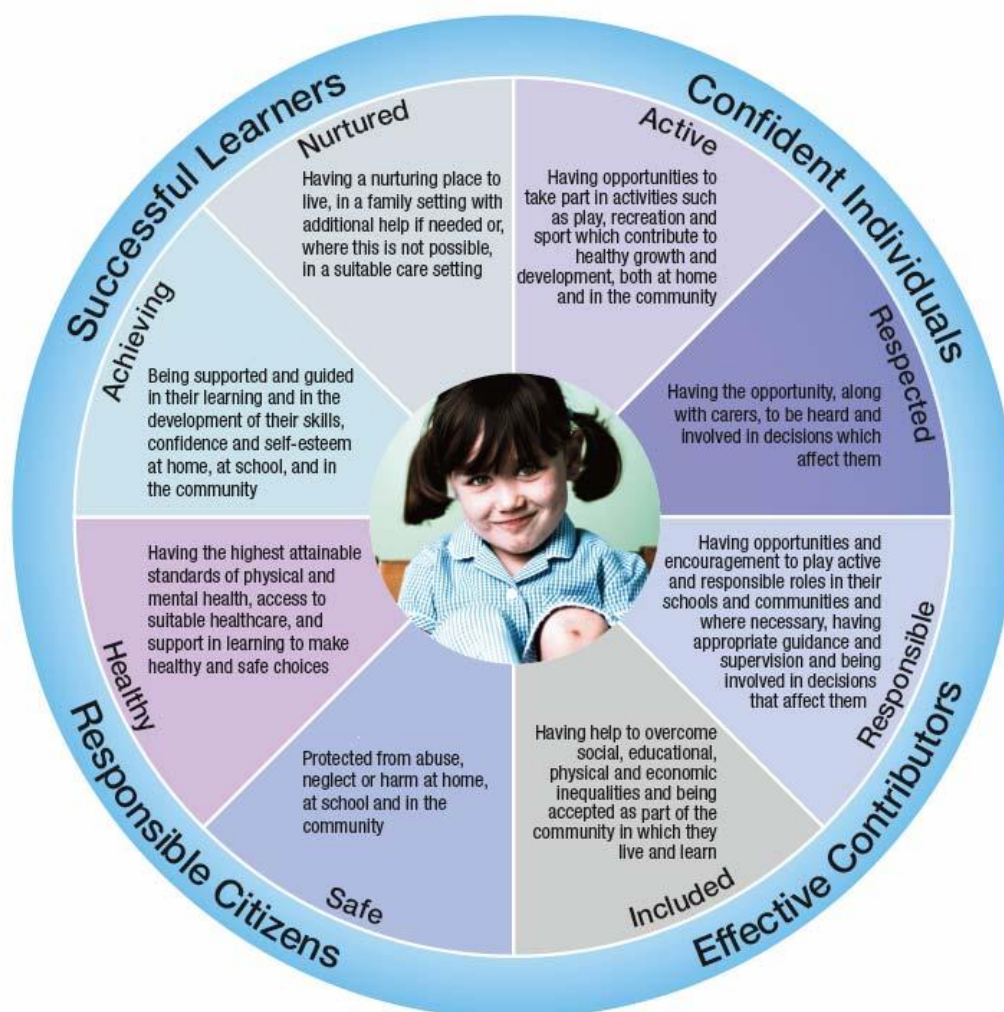 Successful Learners
Confident Individuals
Nurtured
Having a nurturing place to
live, in a family setting with
additional help if needed or,
where this is not possible,
in a suitable care setting
Active
Having opportunities to
take part in activities such
as play, recreation and
sport which contribute to
healthy growth and
development, both at home
and in the community
Achieving
Being supported and guided
in their learning and in the
development of their skills,
confidence and self-esteem
at home, at school, and in
the community
Respected
Having the opportunity, along
with carers, to be heard and
involved in decisions which
affect them
Healthy
Having the highest attainable
standards of physical and
mental health, access to
suitable healthcare, and
support in learning to make
healthy and safe choices
Responsible
Having opportunities and
encouragement to play active
and responsible roles in their
schools and communities and
where necessary, having
appropriate guidance and
supervision and being
involved in decisions
that affect them
Protected from abuse,
neglect or harm at home,
at school and in the
community
Safe
Having help to overcome
social, educational,
physical and economic
inequalities and being
accepted as part of the
community in which they
live and learn
Included
Responsible Citizens
Effective Contributors